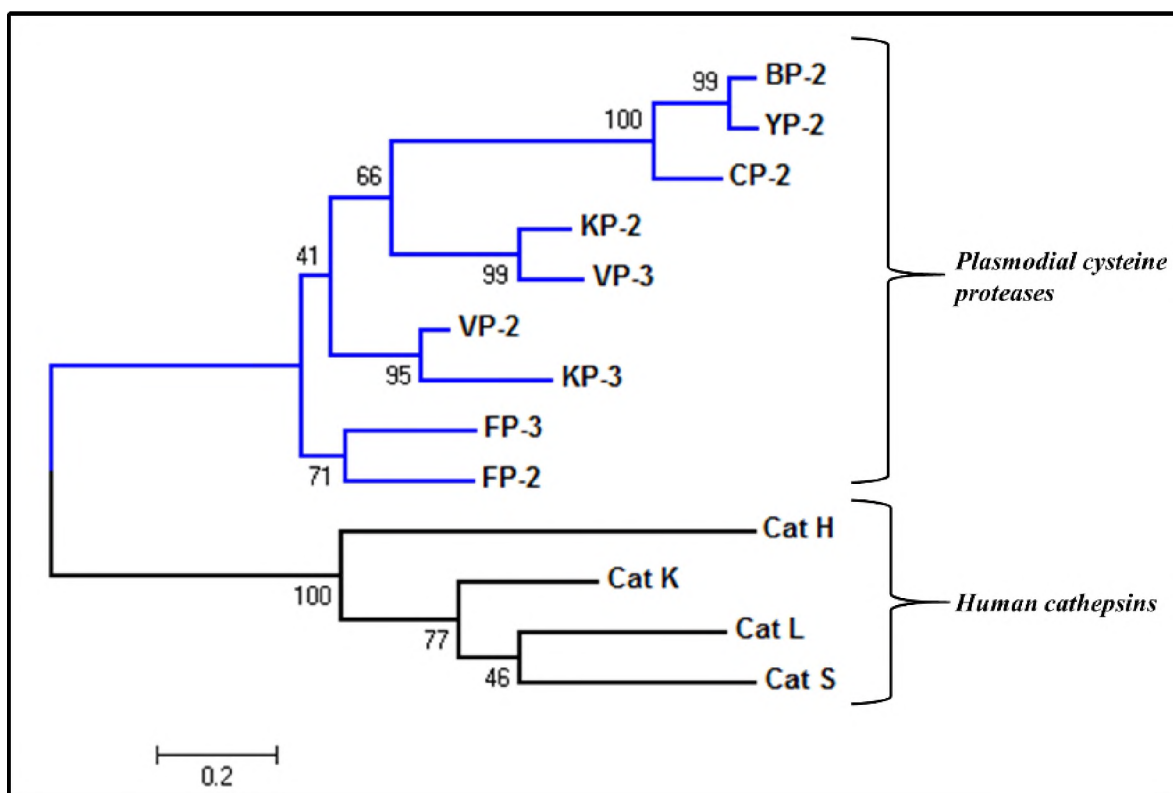 BP-2
99
YP-2
100
CP-2
66
KP-2
99
VP-3
41
VP-2
95
KP-3
FP-3
71
FP-2
Plasmodial cysteine
proteases
Cat H
100
Cat K
77
Cat L
46
Cat S
Human cathepsins
0.2